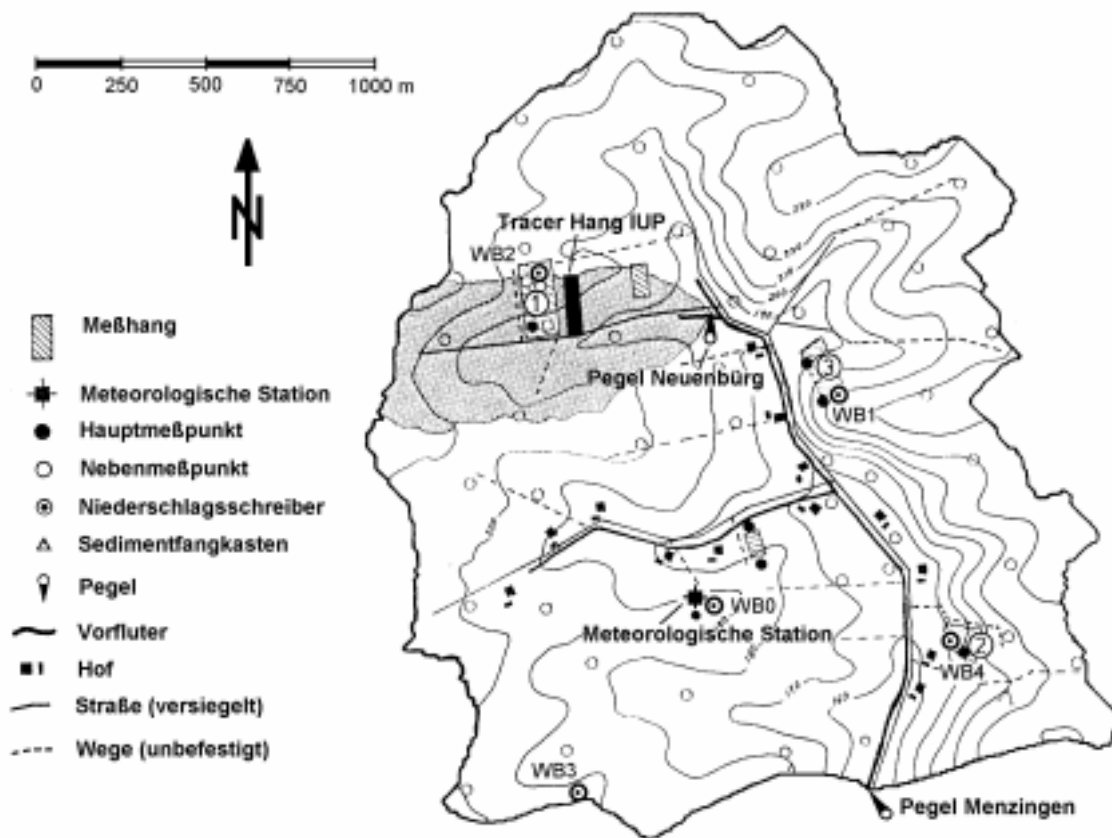 0 250 500 750 1000 m
N
Tracer Hang IUP
WB2
1
Meßhang
Meteorologische Station
Hauptmeßpunkt
Nebenmeßpunkt
Niederschlagsschreiber
Sedimentfangkasten
Pegel
Vorfluter
Hof
Straße (versiegelt)
Wege (unbefestigt)
Pegel Neuenbürg
3
WB1
WB0
Meteorologische Station
2
WB4
WB3
Pegel Menzingen